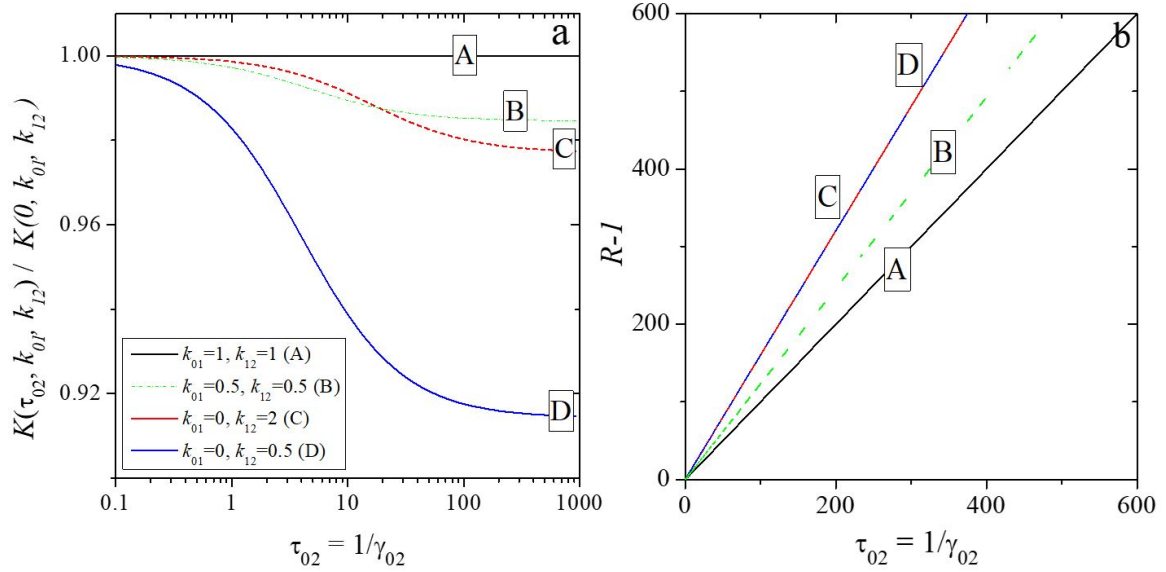 a
1.00
0.96
0.92
K(τ02, k01, k12) / K(0, k01, k12)
A
B
C
D
k01=1, k12=1 (A)
k01=0.5, k12=0.5 (B)
k01=0, k12=2 (C)
k01=0, k12=0.5 (D)
0.1 1 10 100 1000
τ02 = 1/γ02
b
600
400
200
0
R-1
D
C
B
A
0 200 400 600
τ02 = 1/γ02